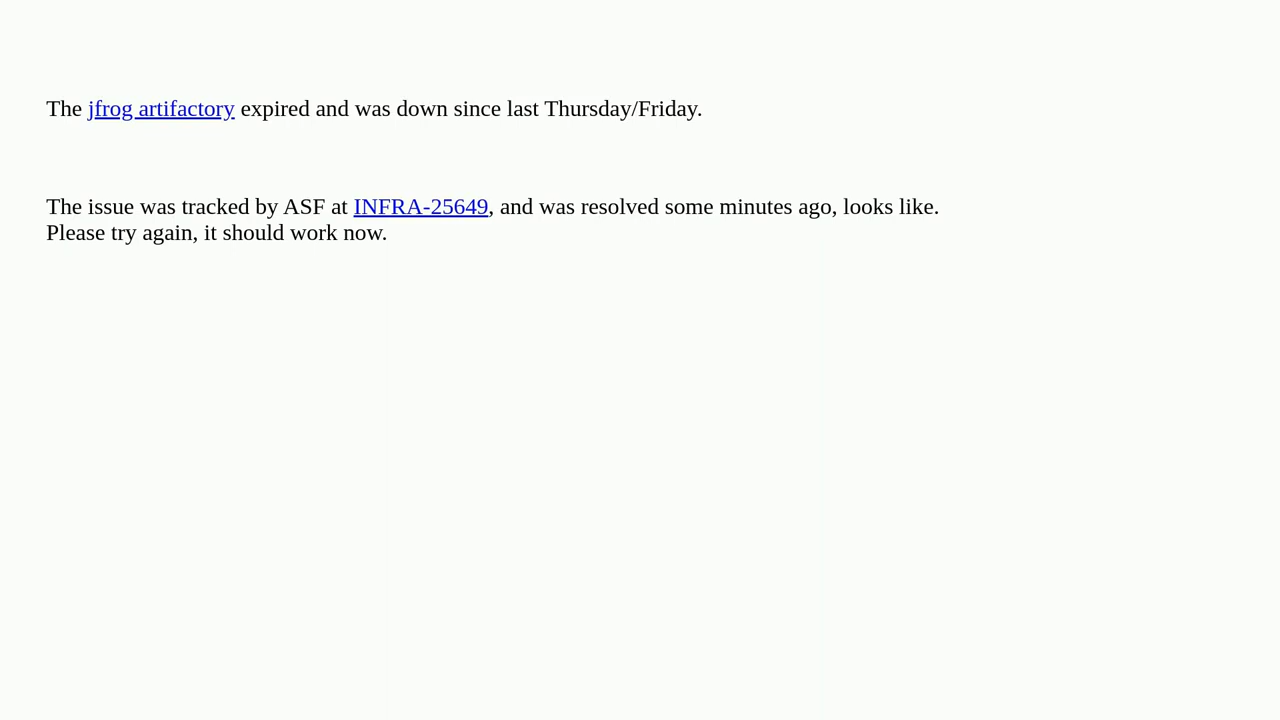 The jfrog artifactory expired and was down since last Thursday/Friday.
The issue was tracked by ASF at INFRA-25649, and was resolved some minutes ago, looks like.
Please try again, it should work now.